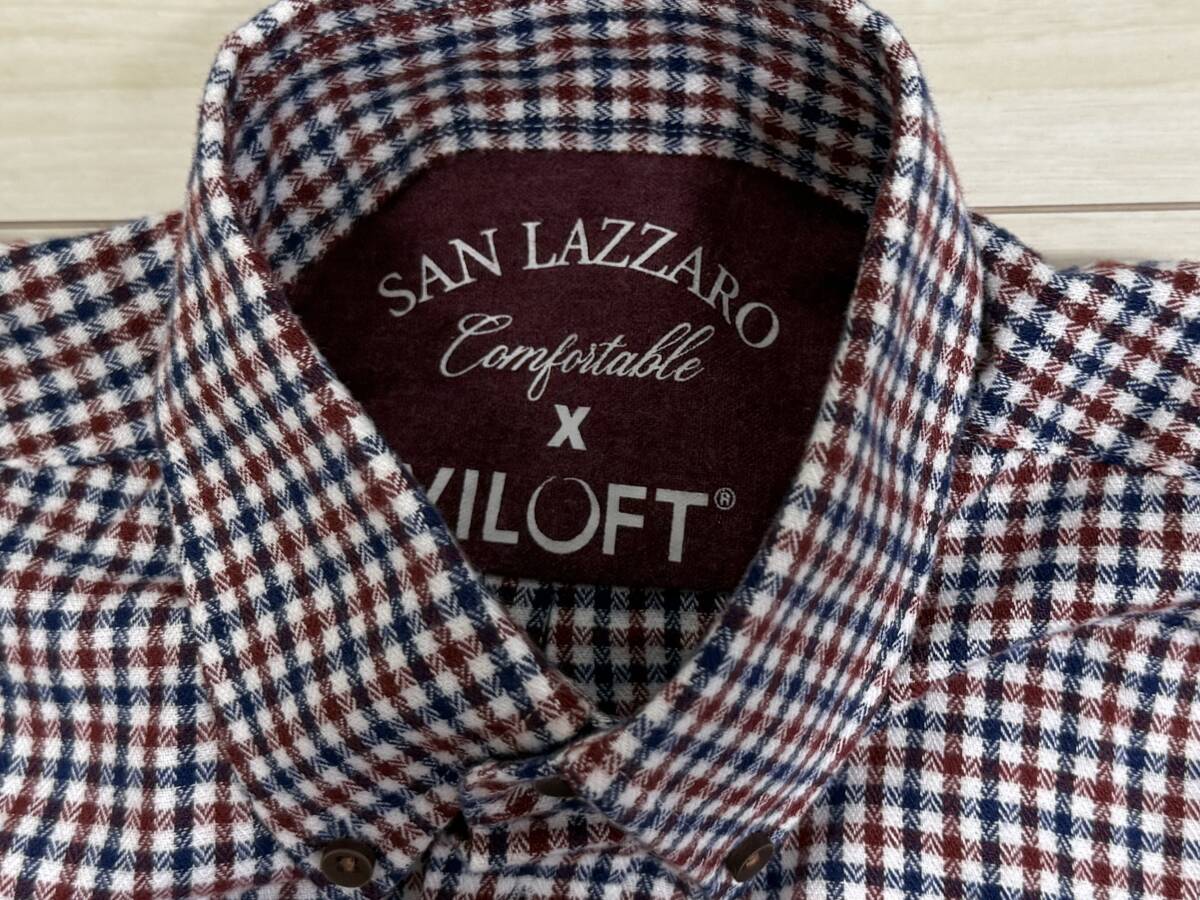 SAN LAZZARO
Comfortable
X
VILOFT®